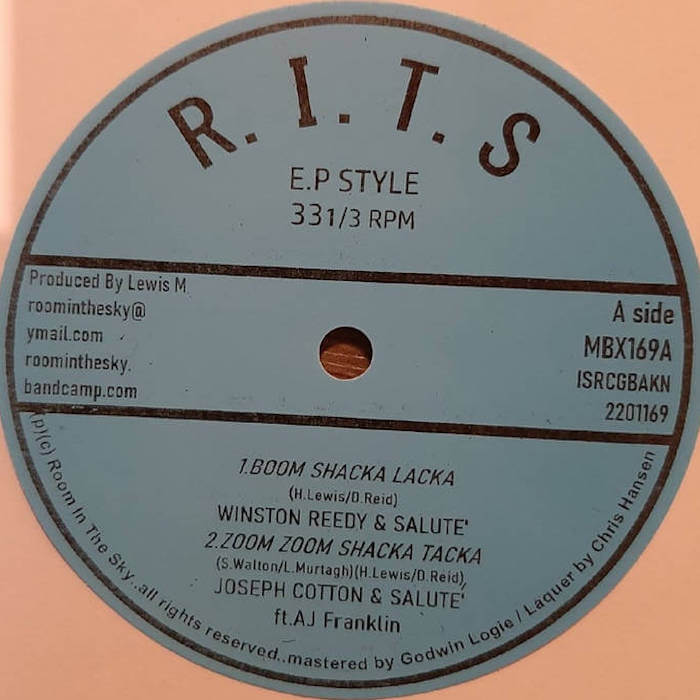 R. I. T. S
E.P STYLE
33 1/3 RPM
Produced By Lewis M
roominthesky@
ymail.com
roominthesky.
bandcamp.com
A side
MBX169A
ISRCGBAKN
2201169
1.BOOM SHACKA LACKA
(H.Lewis/D.Reid)
WINSTON REEDY & SALUTE'
2.ZOOM ZOOM SHACKA TACKA
(S.Walton/L.Murtagh)(H.Lewis/D.Reid)
JOSEPH COTTON & SALUTE'
ft.AJ Franklin
(p)(c) Room In The Sky..all rights reserved..mastered by Godwin Logie / Laquer by Chris Hansen